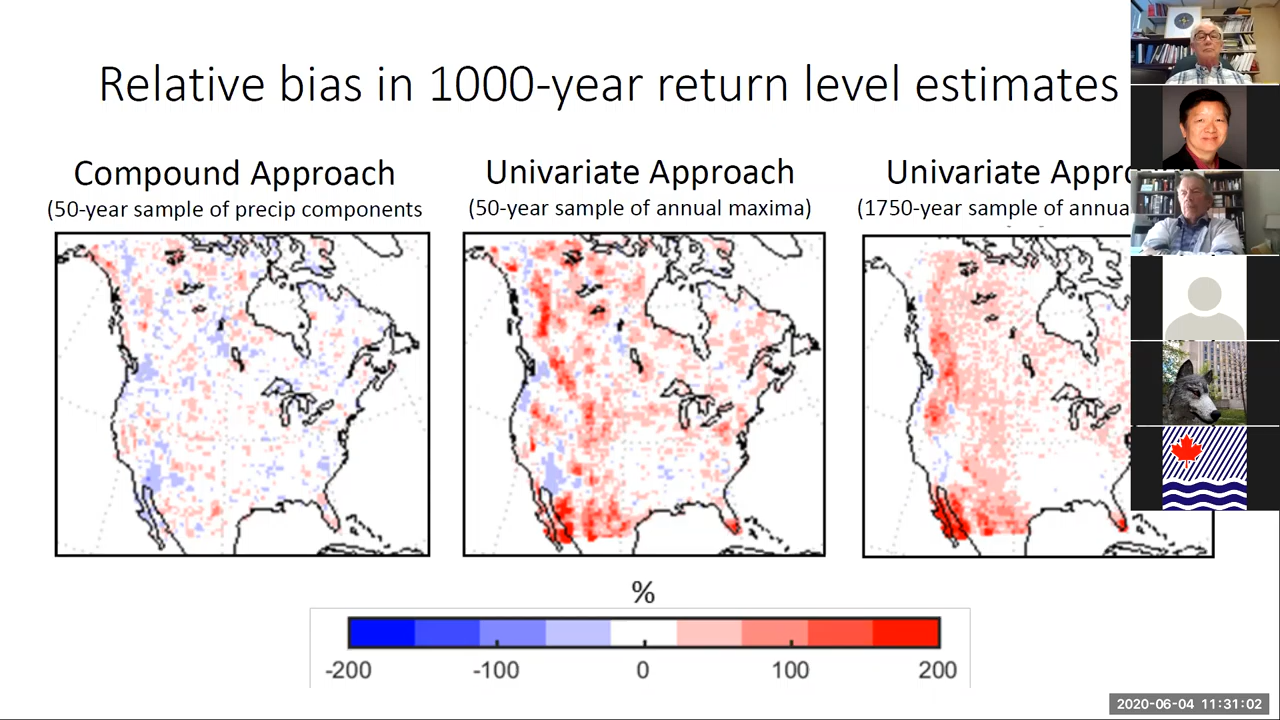 Relative bias in 1000-year return level estimates
Compound Approach
(50-year sample of precip components
Univariate Approach
(50-year sample of annual maxima)
Univariate Appro
(1750-year sample of annua
%
-200
-100
0
100
200
2020-06-04 11:31:02